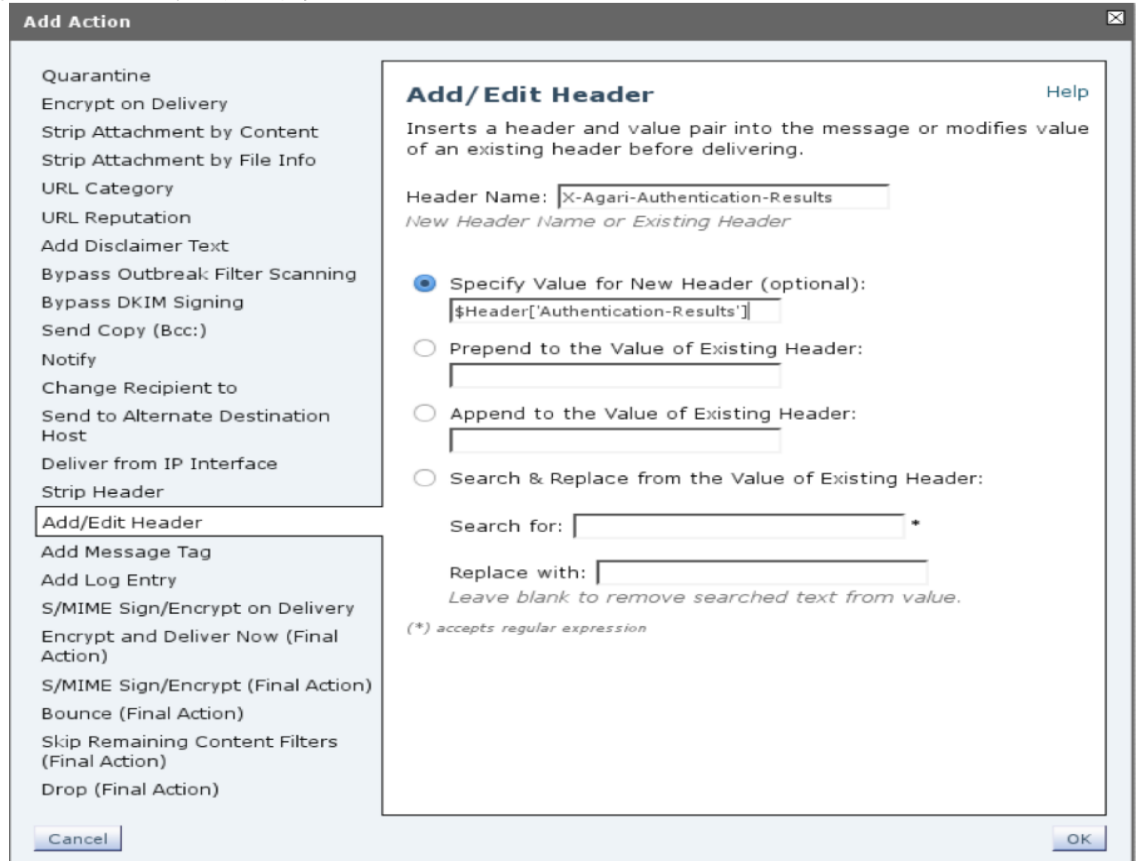 Add Action
Quarantine
Encrypt on Delivery
Strip Attachment by Content
Strip Attachment by File Info
URL Category
URL Reputation
Add Disclaimer Text
Bypass Outbreak Filter Scanning
Bypass DKIM Signing
Send Copy (Bcc:)
Notify
Change Recipient to
Send to Alternate Destination
Host
Deliver from IP Interface
Strip Header
Add/Edit Header
Add Message Tag
Add Log Entry
S/MIME Sign/Encrypt on Delivery
Encrypt and Deliver Now (Final
Action)
S/MIME Sign/Encrypt (Final Action)
Bounce (Final Action)
Skip Remaining Content Filters
(Final Action)
Drop (Final Action)
Add/Edit Header
Help
Inserts a header and value pair into the message or modifies value
of an existing header before delivering.
Header Name: X-Agari-Authentication-Results
New Header Name or Existing Header
Specify Value for New Header (optional):
$Header['Authentication-Results']
Prepend to the Value of Existing Header:
Append to the Value of Existing Header:
Search & Replace from the Value of Existing Header:
Search for: *
Replace with:
Leave blank to remove searched text from value.
(*) accepts regular expression
Cancel
OK